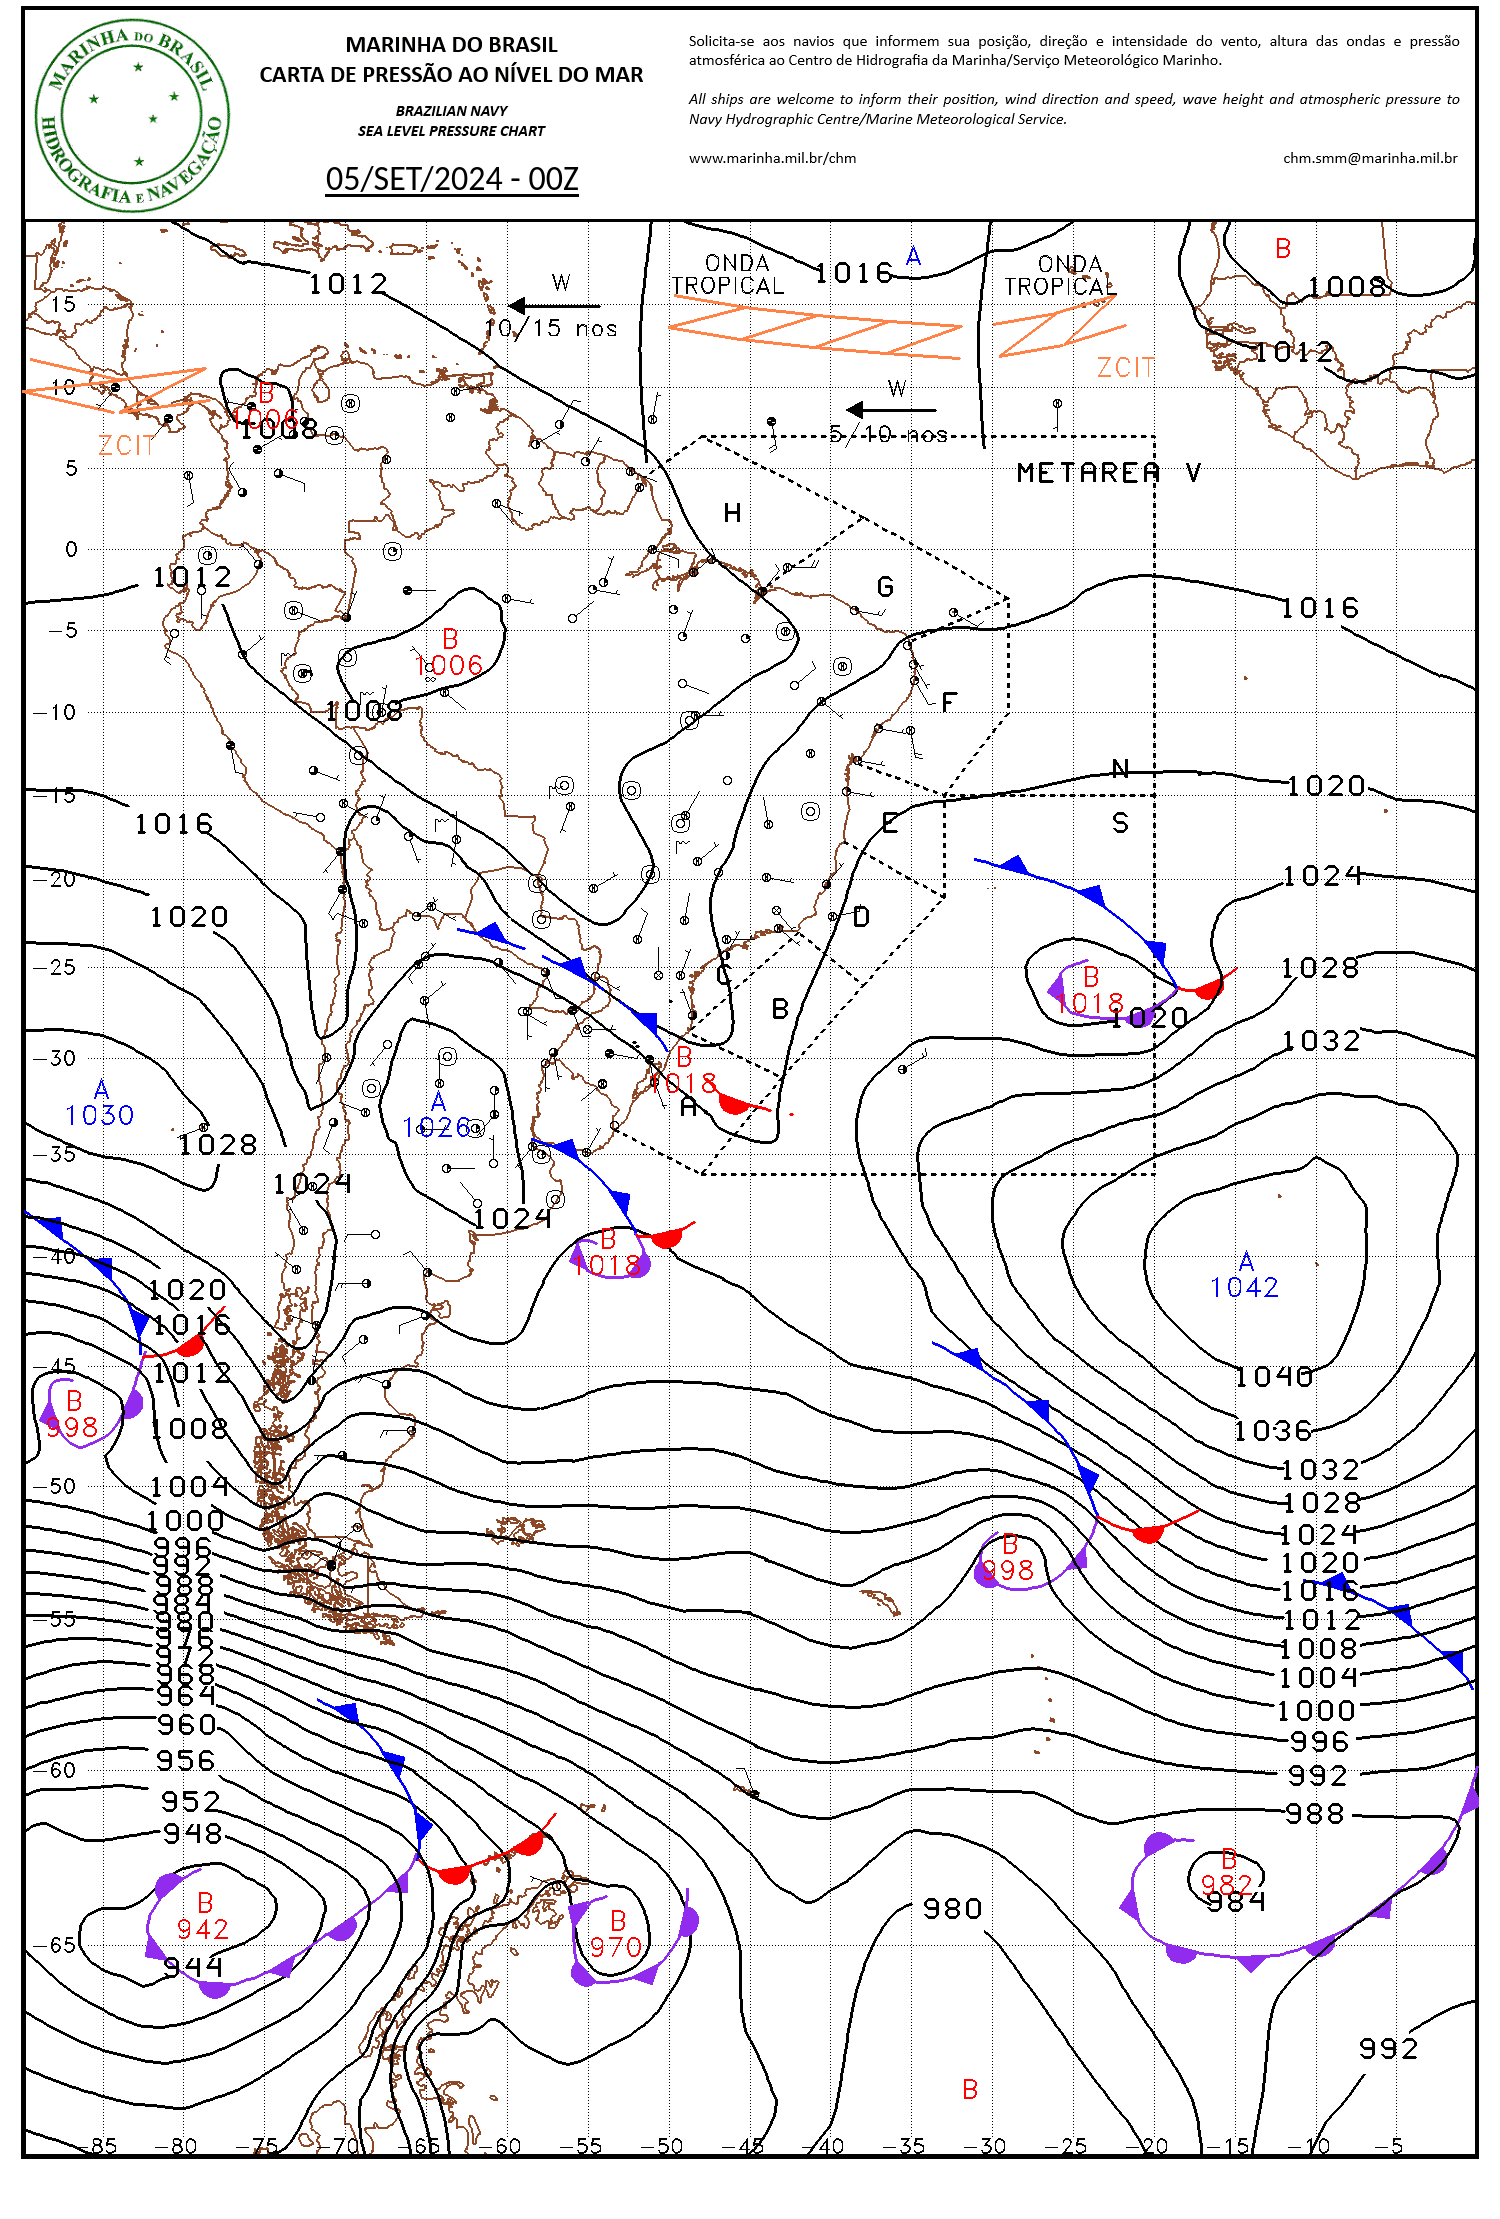 MARINHA DO BRASIL
HIDROGRAFIA E NAVEGAÇÃO
MARINHA DO BRASIL
CARTA DE PRESSÃO AO NÍVEL DO MAR
BRAZILIAN NAVY
SEA LEVEL PRESSURE CHART
05/SET/2024 - 00Z
Solicita-se aos navios que informem sua posição, direção e intensidade do vento, altura das ondas e pressão
atmosférica ao Centro de Hidrografia da Marinha/Serviço Meteorológico Marinho.
All ships are welcome to inform their position, wind direction and speed, wave height and atmospheric pressure to
Navy Hydrographic Centre/Marine Meteorological Service.
www.marinha.mil.br/chm chm.smm@marinha.mil.br
B
A
ONDA
TROPICAL
ONDA
TROPICAL
1016
1012
W
1008
15
10/15 nos
1012
ZCIT
10
B
1006
W
1008
5/10 nos
ZCIT
5
METAREA V
H
0
1012
G
1016
-5
B
1006
F
-10
1008
N
-15
1020
1016
E
S
-20
1024
1020
D
-25
C
B
1018
1028
B
1020
1032
-30
B
1018
A
1030
A
1026
A
1028
-35
1024
1024
B
1018
-40
A
1042
1020
1016
-45
1012
1040
B
998
1008
1036
1032
-50
1004
1028
1000
1024
996
B
998
1020
992
988
1016
984
-55
1012
980
976
1008
972
968
1004
964
1000
960
996
956
-60
992
952
988
948
B
982
984
B
942
980
B
970
-65
944
992
B
-85 -80 -75 -70 -65 -60 -55 -50 -45 -40 -35 -30 -25 -20 -15 -10 -5